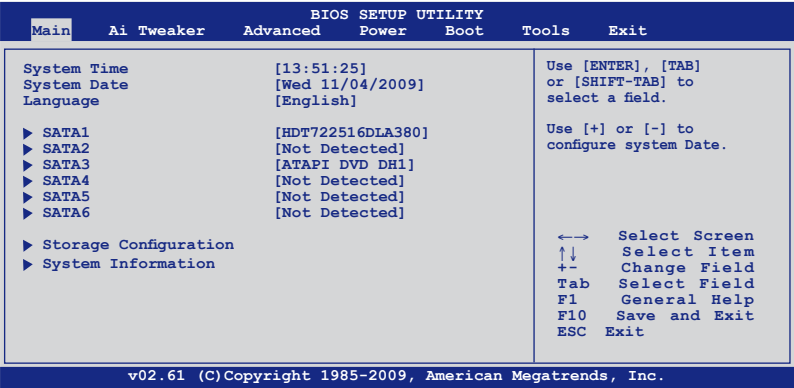 BIOS SETUP UTILITY
Main Ai Tweaker Advanced Power Boot Tools Exit
System Time [13:51:25]
System Date [Wed 11/04/2009]
Language [English]
SATA1 [HDT722516DLA380]
SATA2 [Not Detected]
SATA3 [ATAPI DVD DH1]
SATA4 [Not Detected]
SATA5 [Not Detected]
SATA6 [Not Detected]
Storage Configuration
System Information
Use [ENTER], [TAB]
or [SHIFT-TAB] to
select a field.
Use [+] or [-] to
configure system Date.
←→ Select Screen
↑↓ Select Item
+- Change Field
Tab Select Field
F1 General Help
F10 Save and Exit
ESC Exit
v02.61 (C)Copyright 1985-2009, American Megatrends, Inc.